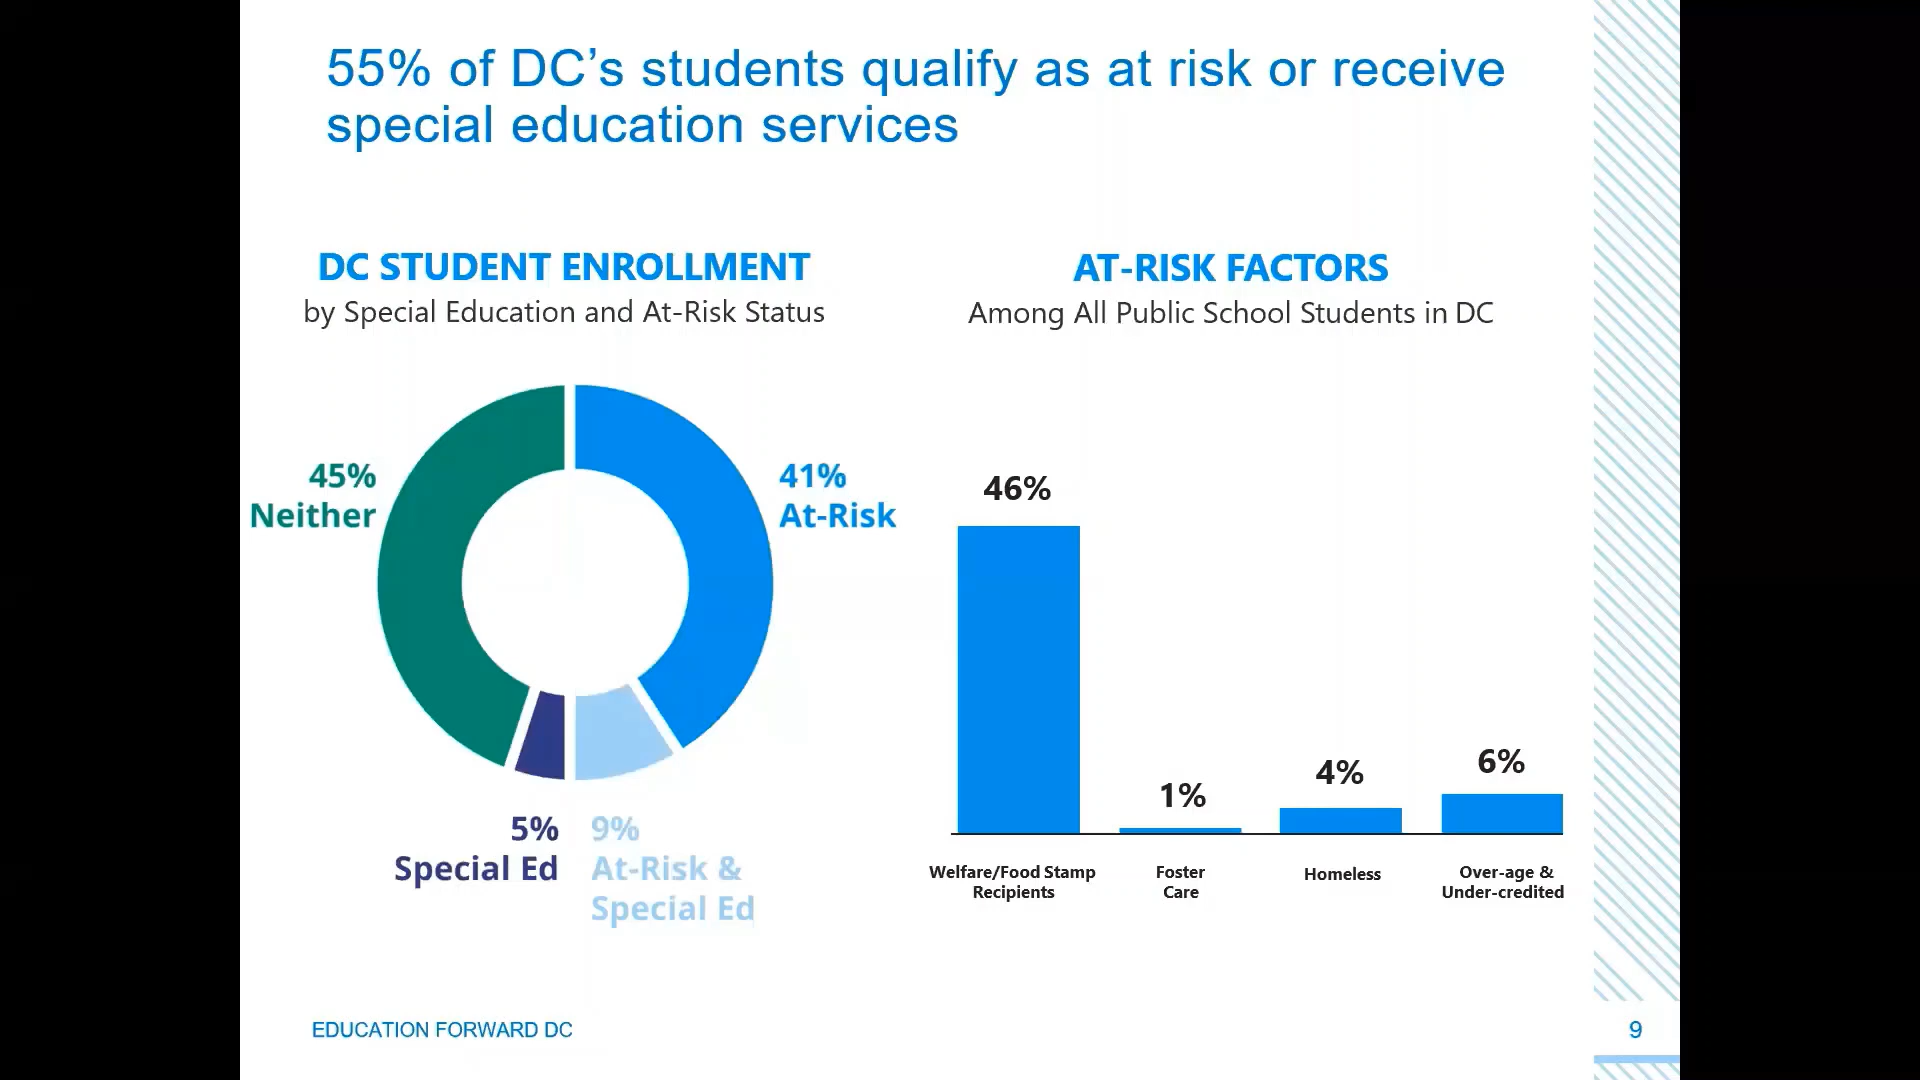 55% of DC’s students qualify as at risk or receive
special education services
DC STUDENT ENROLLMENT
by Special Education and At-Risk Status
45%
Neither
41%
At-Risk
5%
Special Ed
9%
At-Risk &
Special Ed
AT-RISK FACTORS
Among All Public School Students in DC
46%
1%
4%
6%
Welfare/Food Stamp
Recipients
Foster
Care
Homeless
Over-age &
Under-credited
EDUCATION FORWARD DC
9